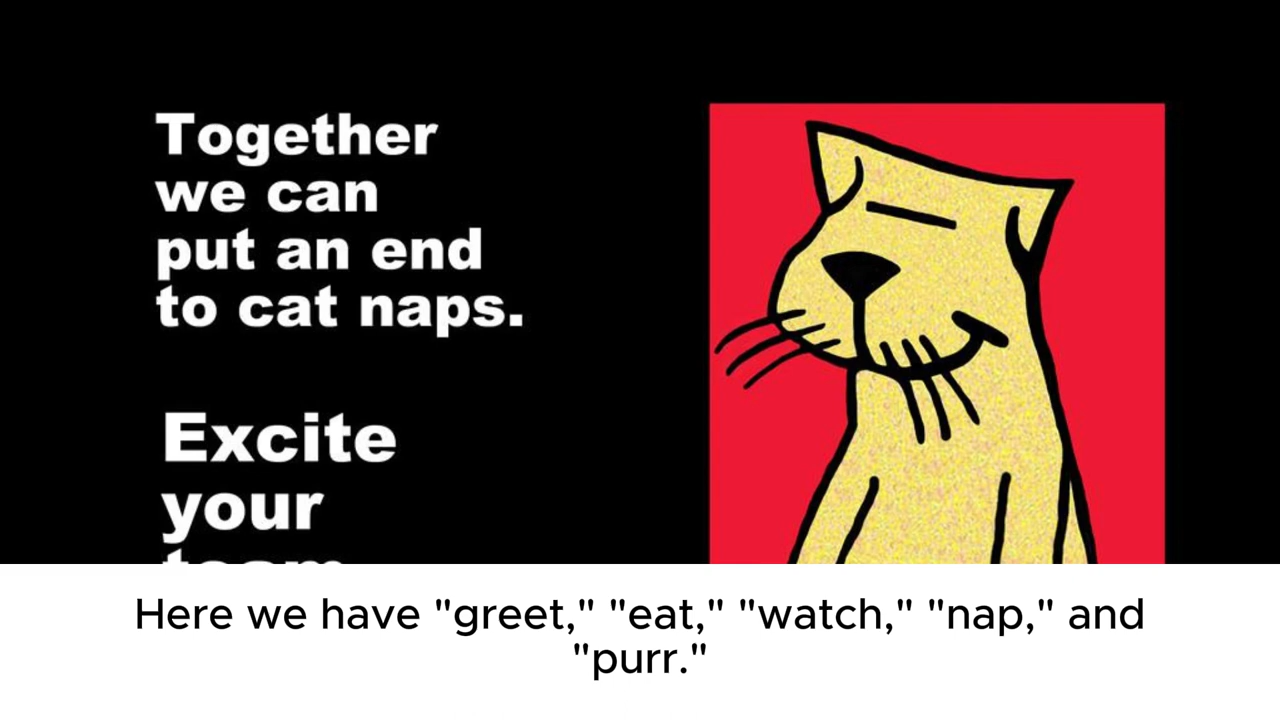 Together
we can
put an end
to cat naps.
Excite
your
Here we have "greet," "eat," "watch," "nap," and
"purr."